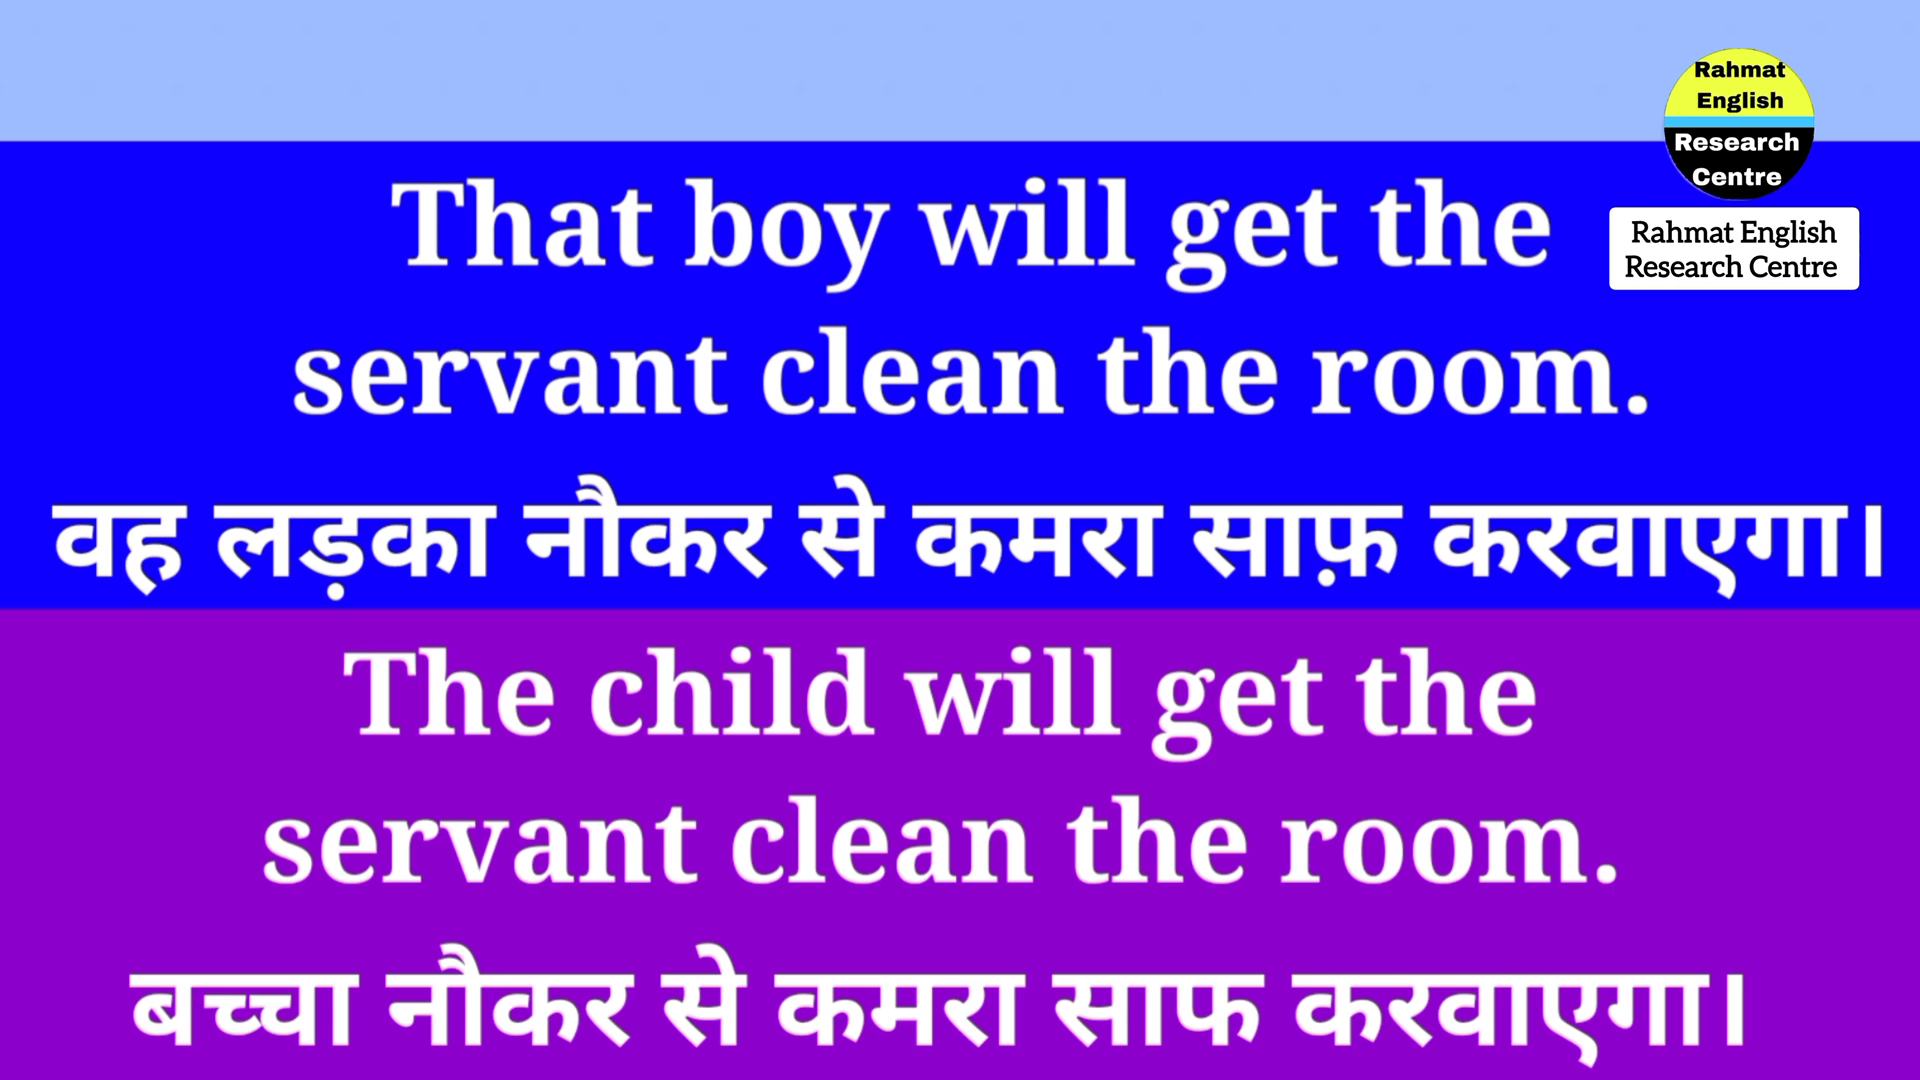 Rahmat
English
Research
Centre
Rahmat English
Research Centre
That boy will get the
servant clean the room.
वह लड़का नौकर से कमरा साफ़ करवाएगा।
The child will get the
servant clean the room.
बच्चा नौकर से कमरा साफ करवाएगा।